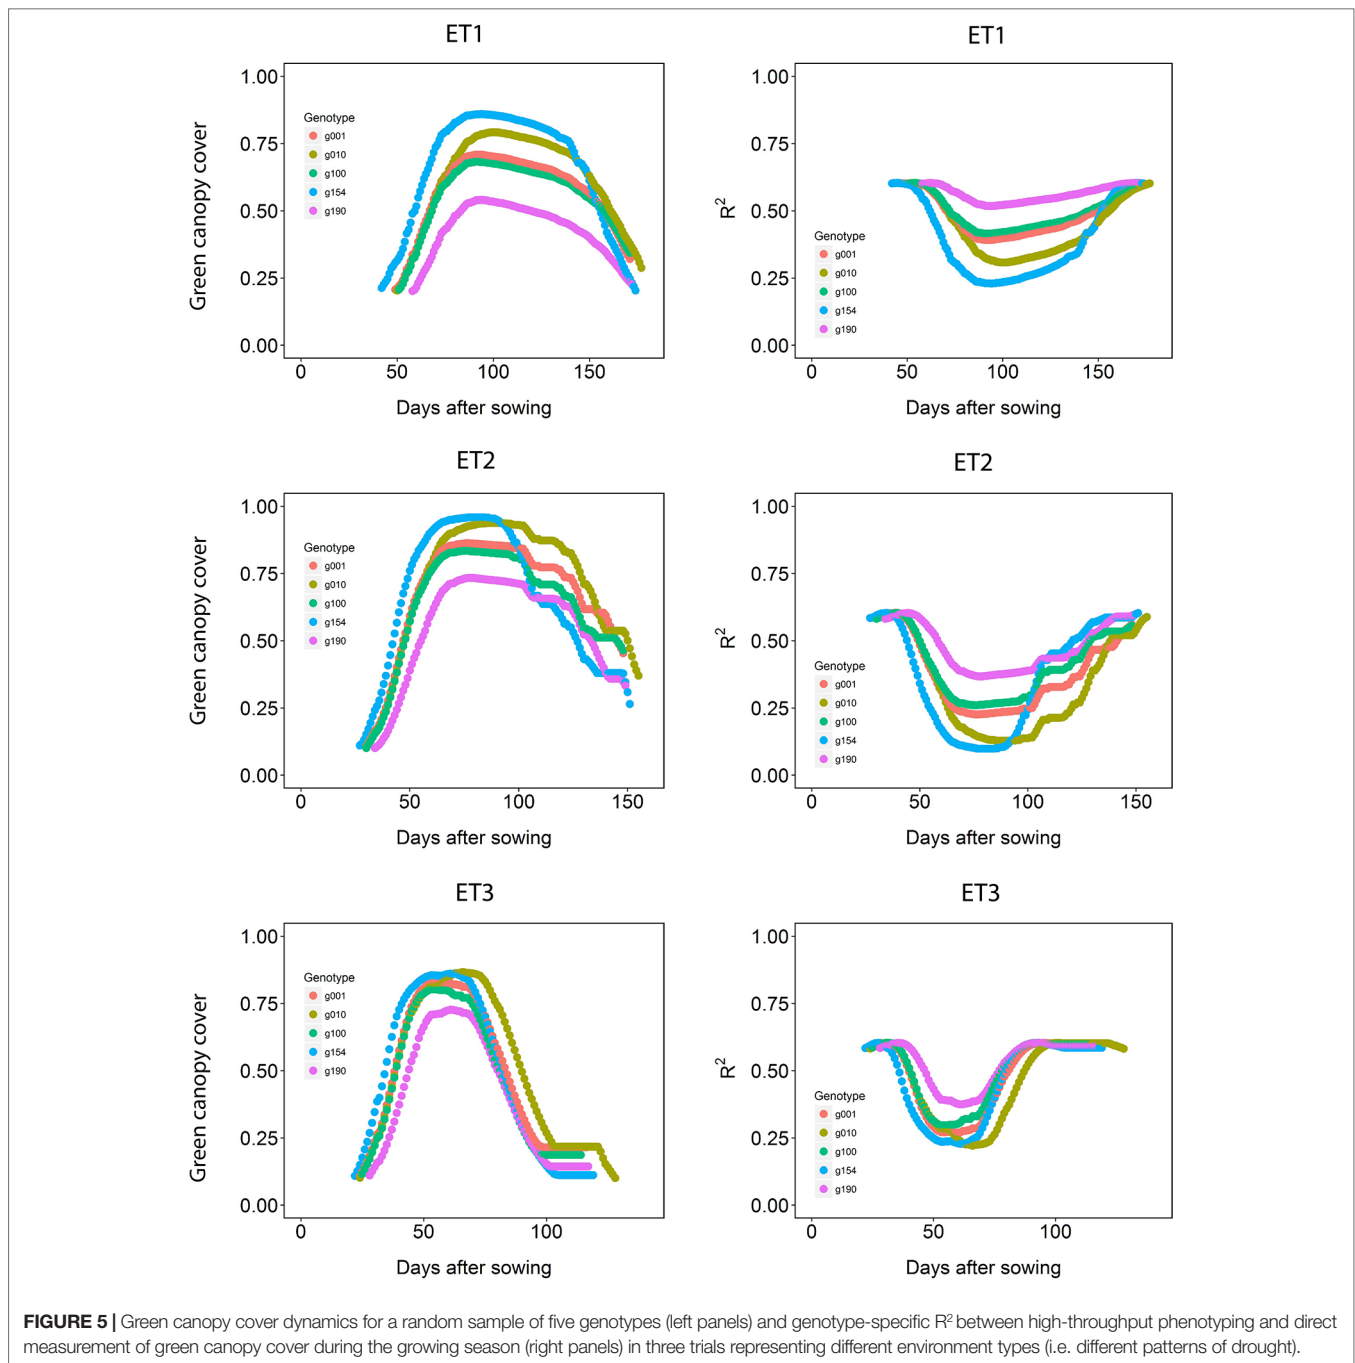 ET1
Green canopy cover
1.00
0.75
0.50
0.25
0.00
Genotype
g001
g010
g100
g154
g190
0 50 100 150
Days after sowing
ET1
R²
1.00
0.75
0.50
0.25
0.00
Genotype
g001
g010
g100
g154
g190
0 50 100 150
Days after sowing
ET2
Green canopy cover
1.00
0.75
0.50
0.25
0.00
Genotype
g001
g010
g100
g154
g190
0 50 100 150
Days after sowing
ET2
R²
1.00
0.75
0.50
0.25
0.00
Genotype
g001
g010
g100
g154
g190
0 50 100 150
Days after sowing
ET3
Green canopy cover
1.00
0.75
0.50
0.25
0.00
Genotype
g001
g010
g100
g154
g190
0 50 100
Days after sowing
ET3
R²
1.00
0.75
0.50
0.25
0.00
Genotype
g001
g010
g100
g154
g190
0 50 100
Days after sowing
FIGURE 5 | Green canopy cover dynamics for a random sample of five genotypes (left panels) and genotype-specific R² between high-throughput phenotyping and direct
measurement of green canopy cover during the growing season (right panels) in three trials representing different environment types (i.e. different patterns of drought).